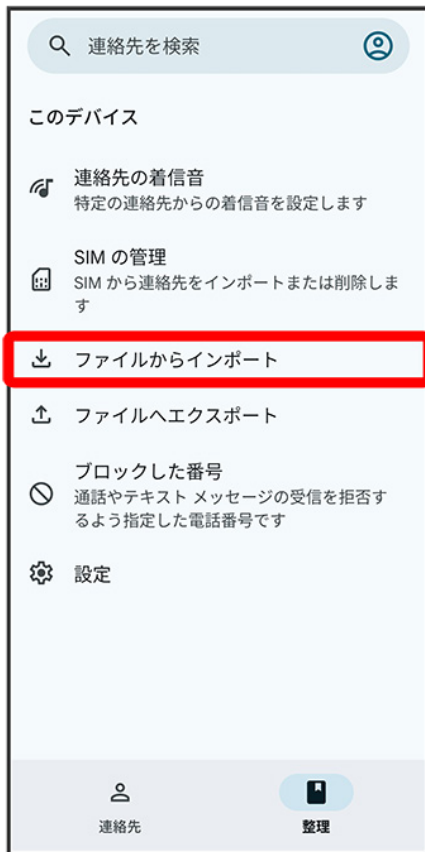 連絡先を検索
このデバイス
連絡先の着信音
特定の連絡先からの着信音を設定します
SIM の管理
SIM から連絡先をインポートまたは削除しま
す
ファイルからインポート
ファイルへエクスポート
ブロックした番号
通話やテキスト メッセージの受信を拒否す
るよう指定した電話番号です
設定
連絡先
整理